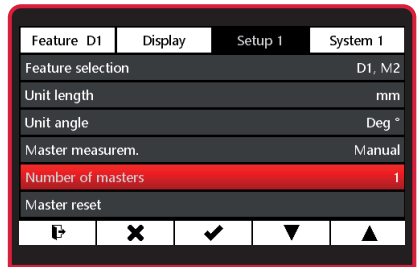 Feature D1 Display Setup 1 System 1
Feature selection D1, M2
Unit length mm
Unit angle Deg °
Master measurem. Manual
Number of masters 1
Master reset